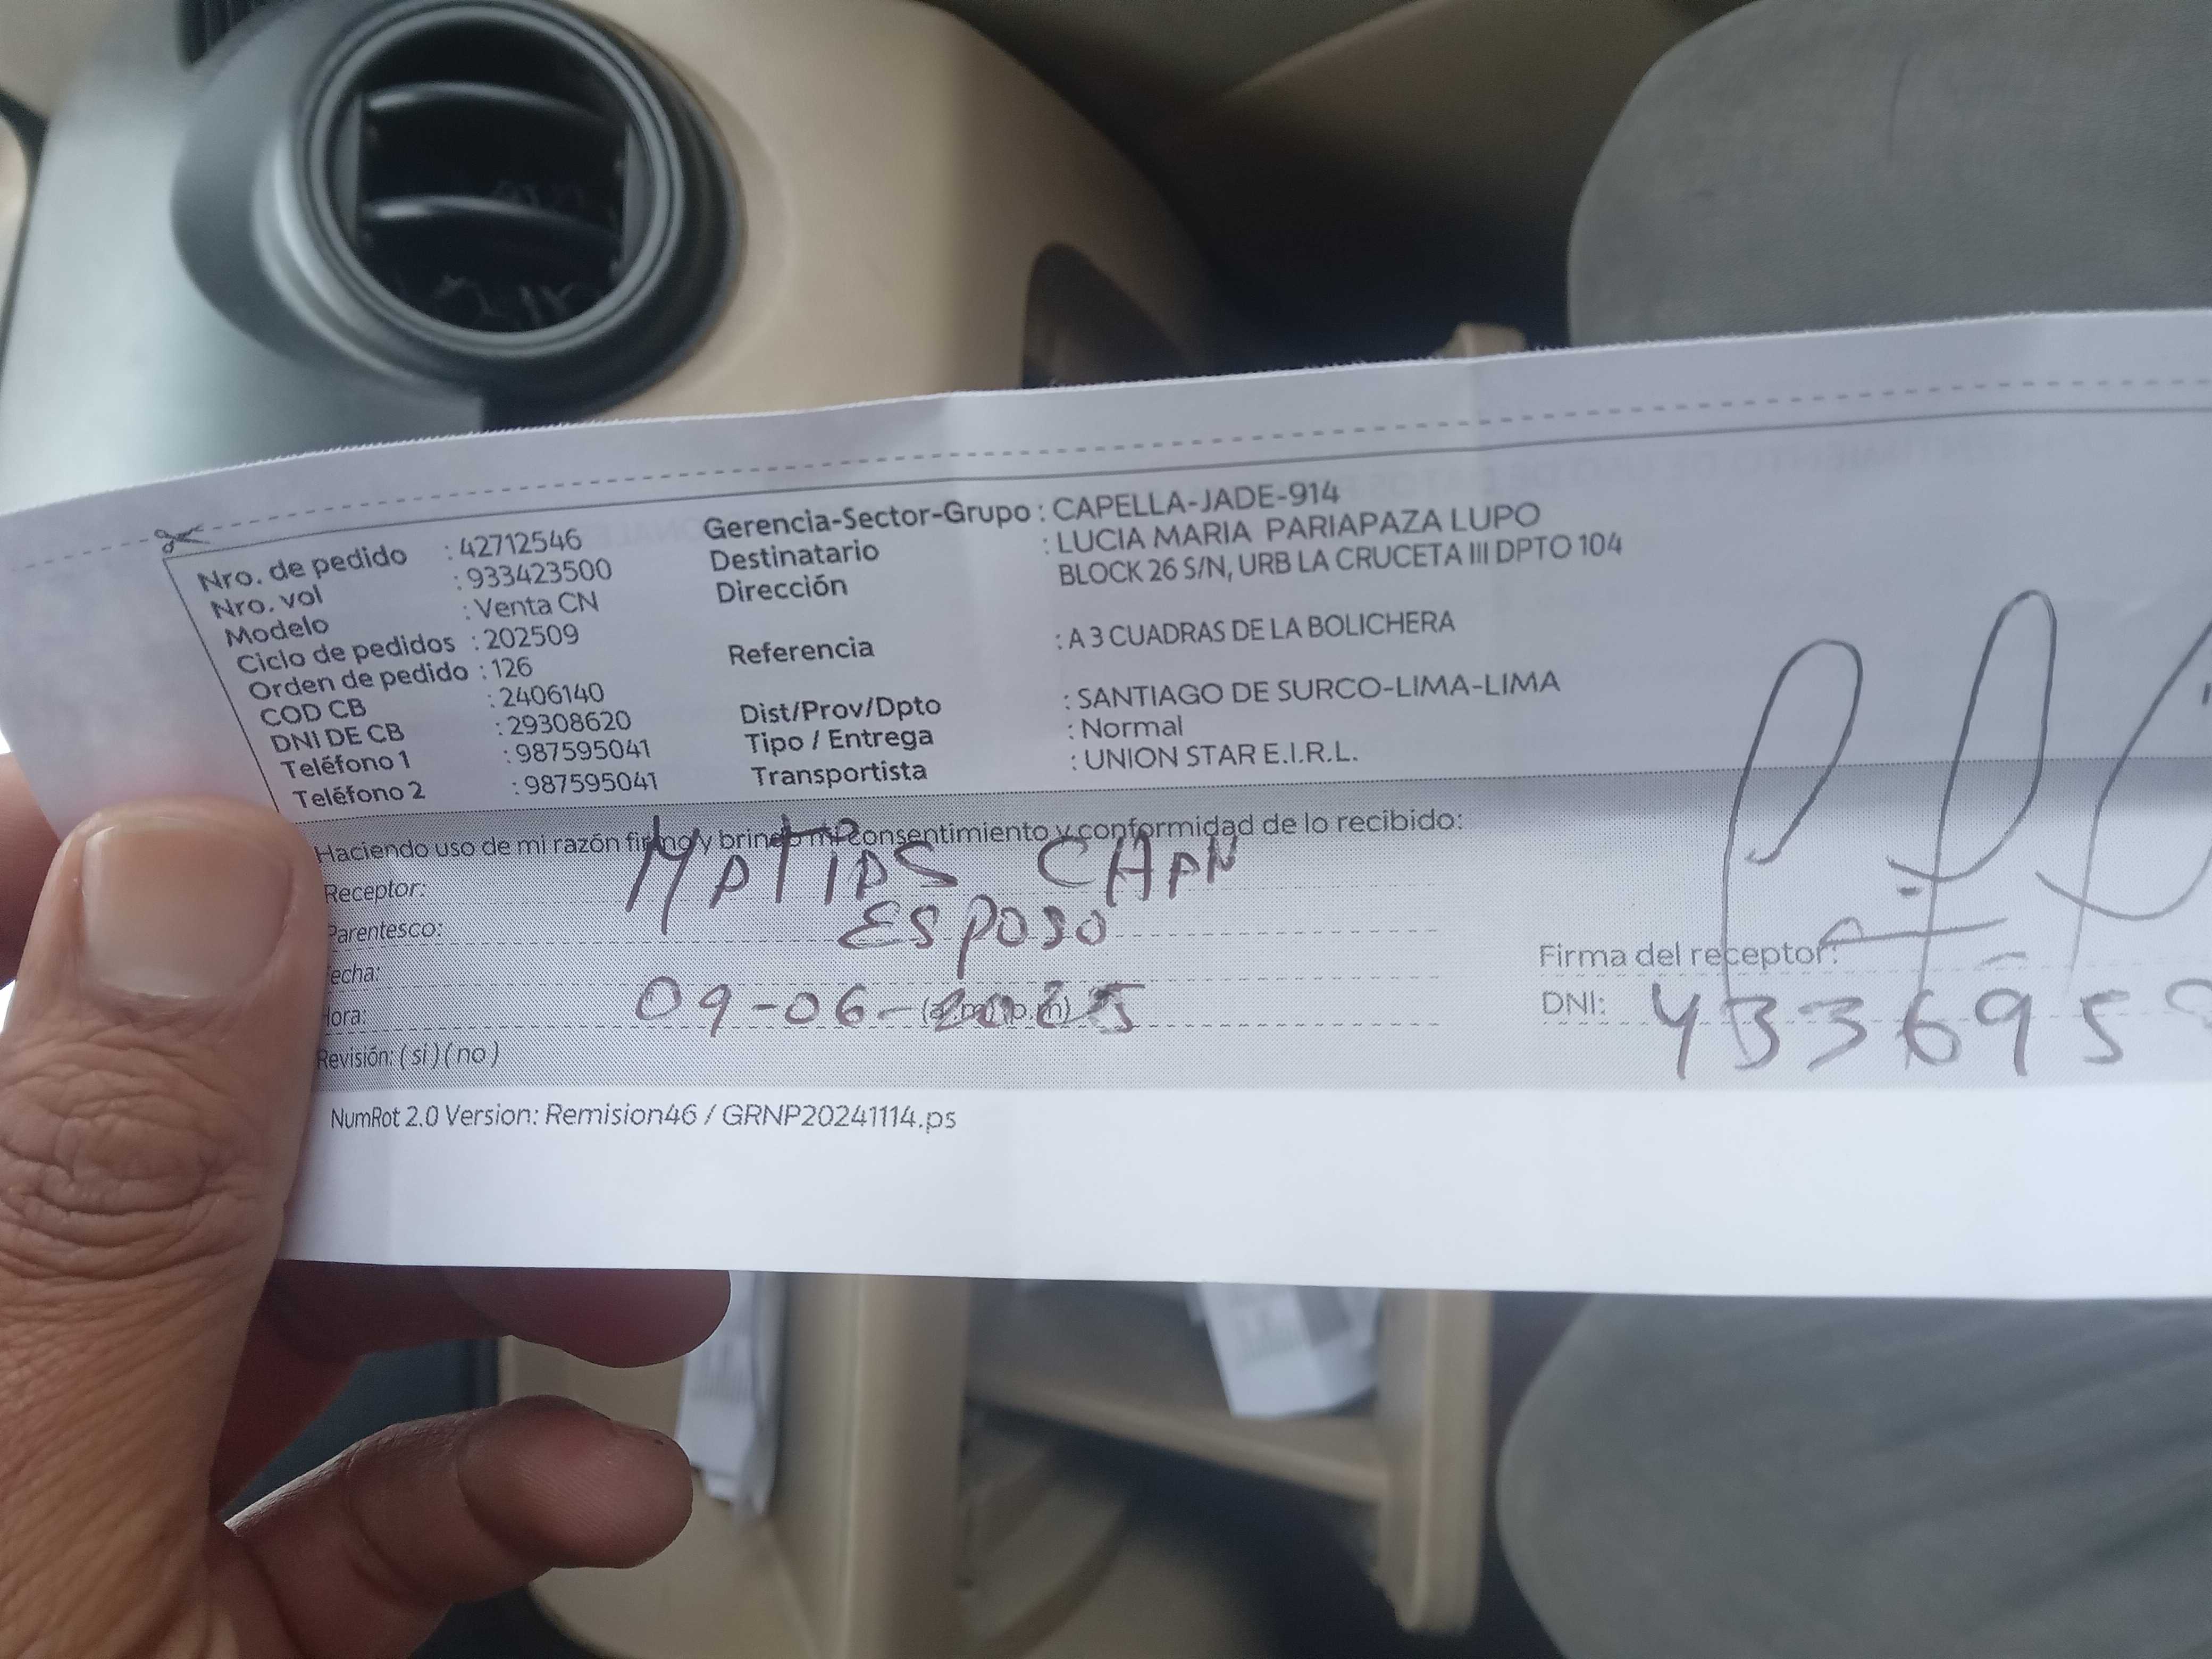 Nro. de pedido : 42712546
Nro. vol : 933423500
Modelo : Venta CN
Ciclo de pedidos : 202509
Orden de pedido : 126
COD CB : 2406140
DNI DE CB : 29308620
Teléfono 1 : 987595041
Teléfono 2 : 987595041
Gerencia-Sector-Grupo : CAPELLA-JADE-914
Destinatario : LUCIA MARIA PARIAPAZA LUPO
Dirección BLOCK 26 S/N, URB LA CRUCETA III DPTO 104
Referencia : A 3 CUADRAS DE LA BOLICHERA
Dist/Prov/Dpto : SANTIAGO DE SURCO-LIMA-LIMA
Tipo / Entrega : Normal
Transportista : UNION STAR E.I.R.L.
Haciendo uso de mi razón firmo y brindo mi consentimiento y conformidad de lo recibido:
Receptor: MATIAS
Parentesco: ESPOSO
echa:
Hora: 09-06-2025
Revisión: ( si ) ( no )
Firma del receptor:
DNI: 4336959
NumRot 2.0 Version: Remision46 / GRNP20241114.ps